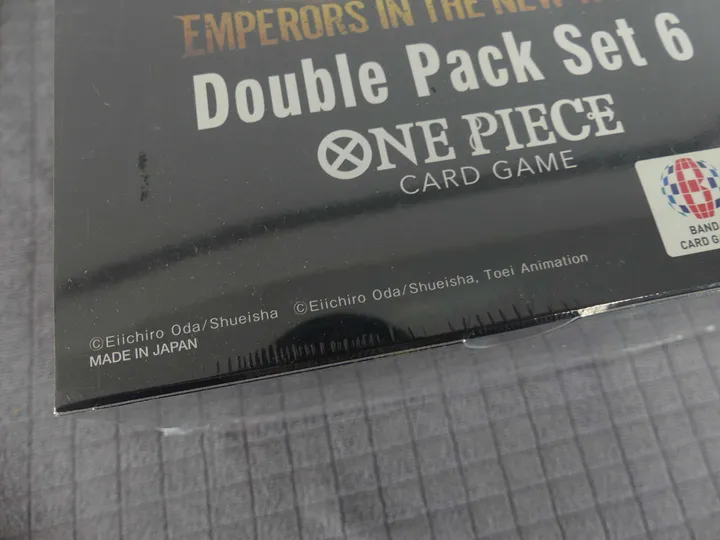 EMPERORS IN THE NEW
Double Pack Set 6
ONE PIECE
CARD GAME
BAND
CARD G
©Eiichiro Oda/Shueisha ©Eiichiro Oda/Shueisha, Toei Animation
MADE IN JAPAN